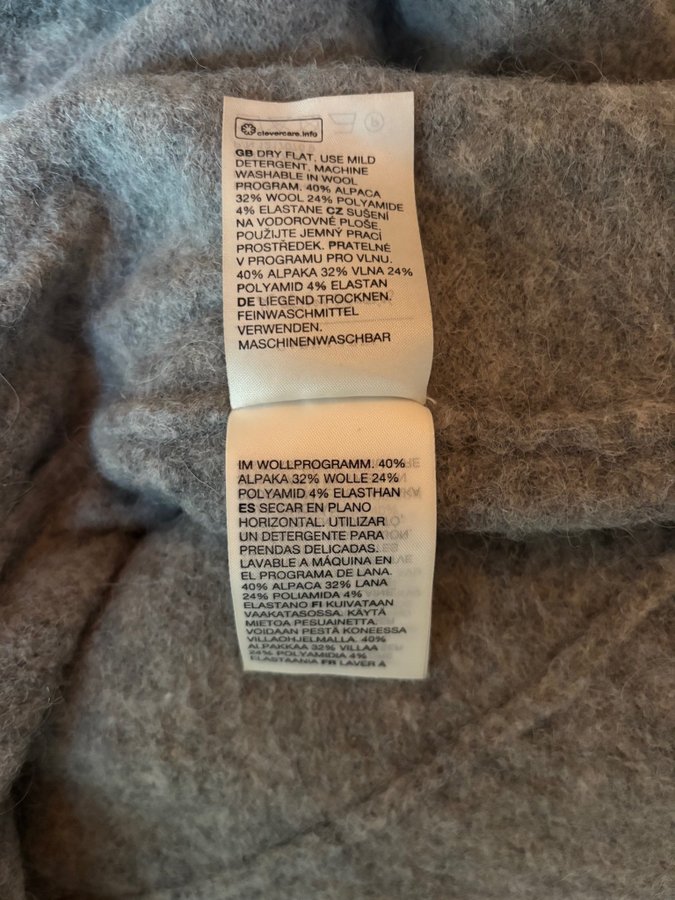 clevercare.info
GB DRY FLAT. USE MILD
DETERGENT. MACHINE
WASHABLE IN WOOL
PROGRAM. 40% ALPACA
32% WOOL 24% POLYAMIDE
4% ELASTANE CZ SUŠENÍ
NA VODOROVNÉ PLOŠE.
POUŽIJTE JEMNÝ PRACÍ
PROSTŘEDEK. PRATELNÉ
V PROGRAMU PRO VLNU.
40% ALPAKA 32% VLNA 24%
POLYAMID 4% ELASTAN
DE LIEGEND TROCKNEN.
FEINWASCHMITTEL
VERWENDEN.
MASCHINENWASCHBAR
IM WOLLPROGRAMM. 40%
ALPAKA 32% WOLLE 24%
POLYAMID 4% ELASTHAN
ES SECAR EN PLANO
HORIZONTAL. UTILIZAR
UN DETERGENTE PARA
PRENDAS DELICADAS.
LAVABLE A MÁQUINA EN
EL PROGRAMA DE LANA.
40% ALPACA 32% LANA
24% POLIAMIDA 4%
ELASTANO FI KUIVATAAN
VAAKATASOSSA. KÄYTÄ
MIETOA PESUAINETTA.
VOIDAAN PESTÄ KONEESSA
VILLAOHJELMALLA. 40%
ALPAKKAA 32% VILLAA
24% POLYAMIDIA 4%
ELASTAANIA FR LAVER À